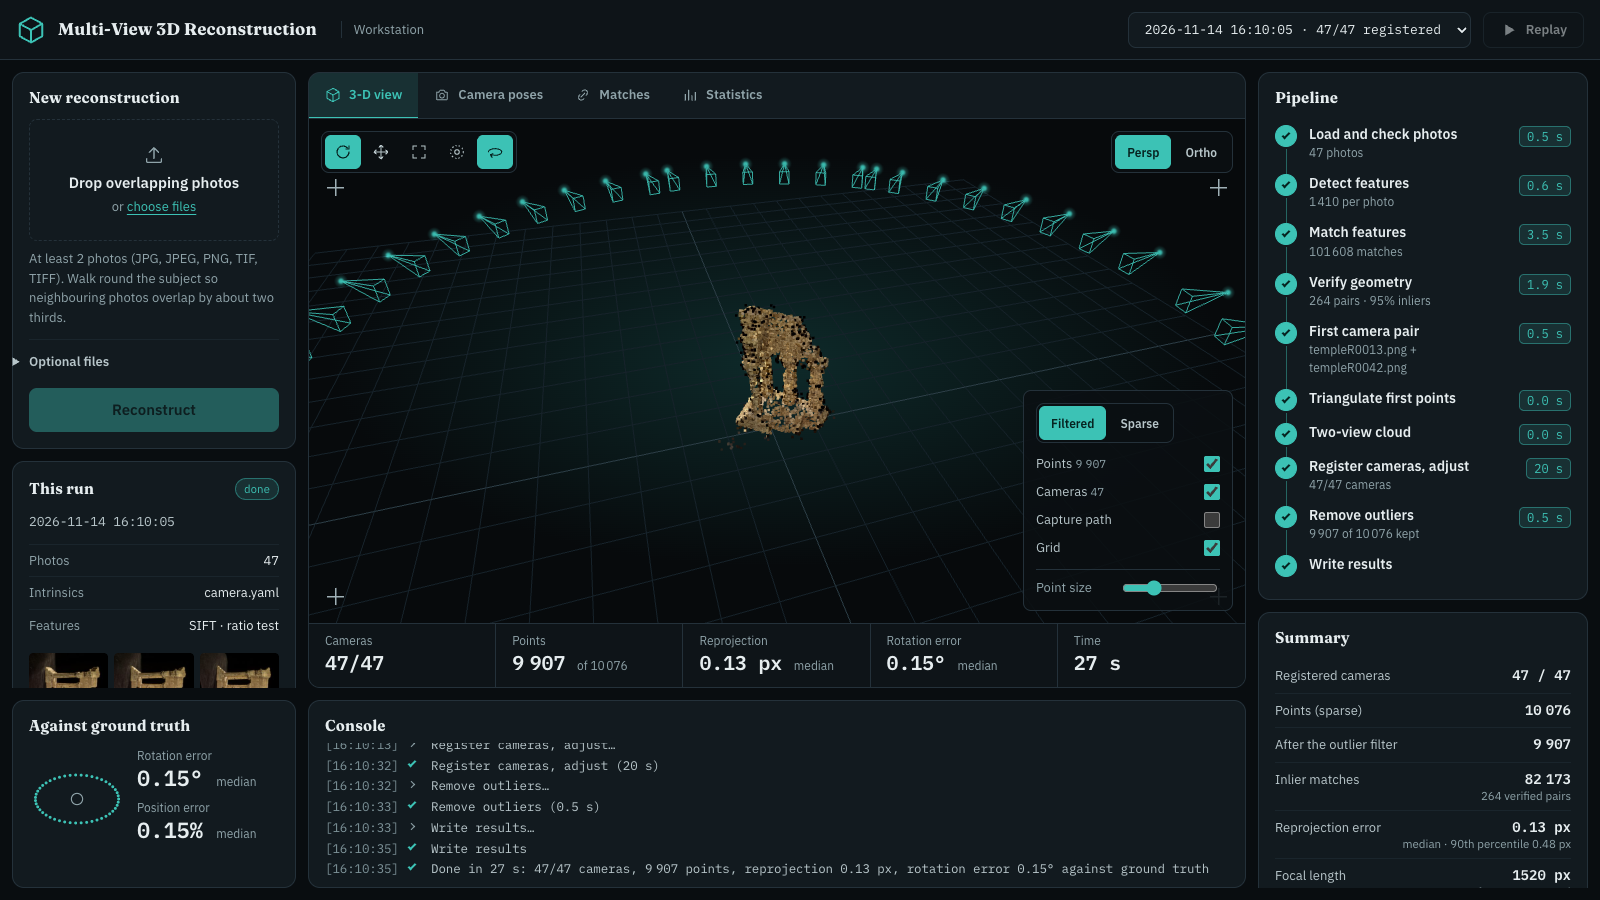 Multi-View 3D Reconstruction
Workstation
2026-11-14 16:10:05 · 47/47 registered
Replay
New reconstruction
Drop overlapping photos
or choose files
At least 2 photos (JPG, JPEG, PNG, TIF,
TIFF). Walk round the subject so
neighbouring photos overlap by about two
thirds.
Optional files
Reconstruct
This run
done
2026-11-14 16:10:05
Photos 47
Intrinsics camera.yaml
Features SIFT · ratio test
Against ground truth
Rotation error
0.15° median
Position error
0.15% median
3-D view
Camera poses
Matches
Statistics
Persp
Ortho
Filtered
Sparse
Points 9 907
Cameras 47
Capture path
Grid
Point size
Cameras
47/47
Points
9 907 of 10 076
Reprojection
0.13 px median
Rotation error
0.15° median
Time
27 s
Console
[16:10:13] › Register cameras, adjust…
[16:10:32] ✔ Register cameras, adjust (20 s)
[16:10:32] › Remove outliers…
[16:10:33] ✔ Remove outliers (0.5 s)
[16:10:33] › Write results…
[16:10:35] ✔ Write results
[16:10:35] ✔ Done in 27 s: 47/47 cameras, 9 907 points, reprojection 0.13 px, rotation error 0.15° against ground truth
Pipeline
Load and check photos 0.5 s
47 photos
Detect features 0.6 s
1 410 per photo
Match features 3.5 s
101 608 matches
Verify geometry 1.9 s
264 pairs · 95% inliers
First camera pair 0.5 s
templeR0013.png +
templeR0042.png
Triangulate first points 0.0 s
Two-view cloud 0.0 s
Register cameras, adjust 20 s
47/47 cameras
Remove outliers 0.5 s
9 907 of 10 076 kept
Write results
Summary
Registered cameras 47 / 47
Points (sparse) 10 076
After the outlier filter 9 907
Inlier matches 82 173
264 verified pairs
Reprojection error 0.13 px
median · 90th percentile 0.48 px
Focal length 1520 px